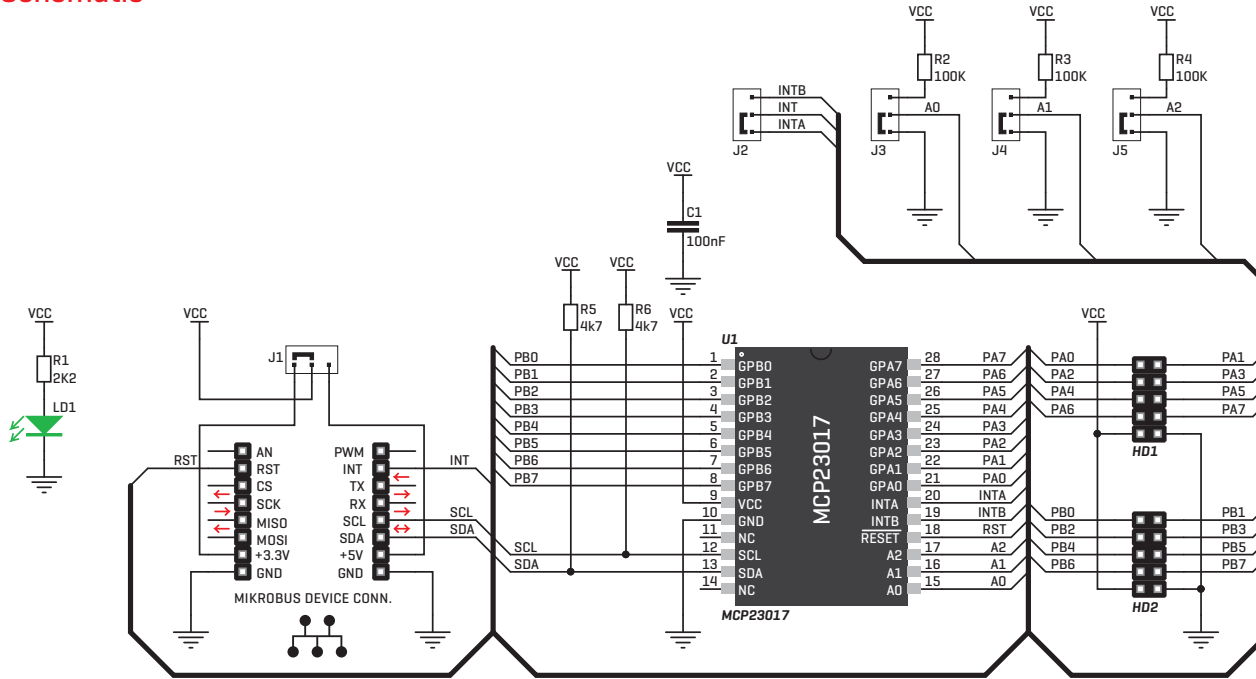 VCC
VCC
VCC
R2
100K
R3
100K
R4
100K
INTB
INT
INTA
A0
A1
A2
J2
J3
J4
J5
VCC
C1
100nF
VCC
VCC
R5
4k7
R6
4k7
VCC
VCC
VCC
VCC
R1
2K2
LD1
J1
AN
RST
CS
SCK
MISO
MOSI
+3.3V
GND
PWM
INT
TX
RX
SCL
SDA
+5V
GND
RST
INT
SCL
SDA
MIKROBUS DEVICE CONN.
PB0
PB1
PB2
PB3
PB4
PB5
PB6
PB7
SCL
SDA
U1
1
2
3
4
5
6
7
8
9
10
11
12
13
14
GPB0
GPB1
GPB2
GPB3
GPB4
GPB5
GPB6
GPB7
VCC
GND
NC
SCL
SDA
NC
MCP23017
GPA7
GPA6
GPA5
GPA4
GPA3
GPA2
GPA1
GPA0
INTA
INTB
RESET
A2
A1
A0
28
27
26
25
24
23
22
21
20
19
18
17
16
15
PA7
PA6
PA5
PA4
PA3
PA2
PA1
PA0
INTA
INTB
RST
A2
A1
A0
MCP23017
PA0
PA2
PA4
PA6
PA1
PA3
PA5
PA7
HD1
PB0
PB2
PB4
PB6
PB1
PB3
PB5
PB7
HD2